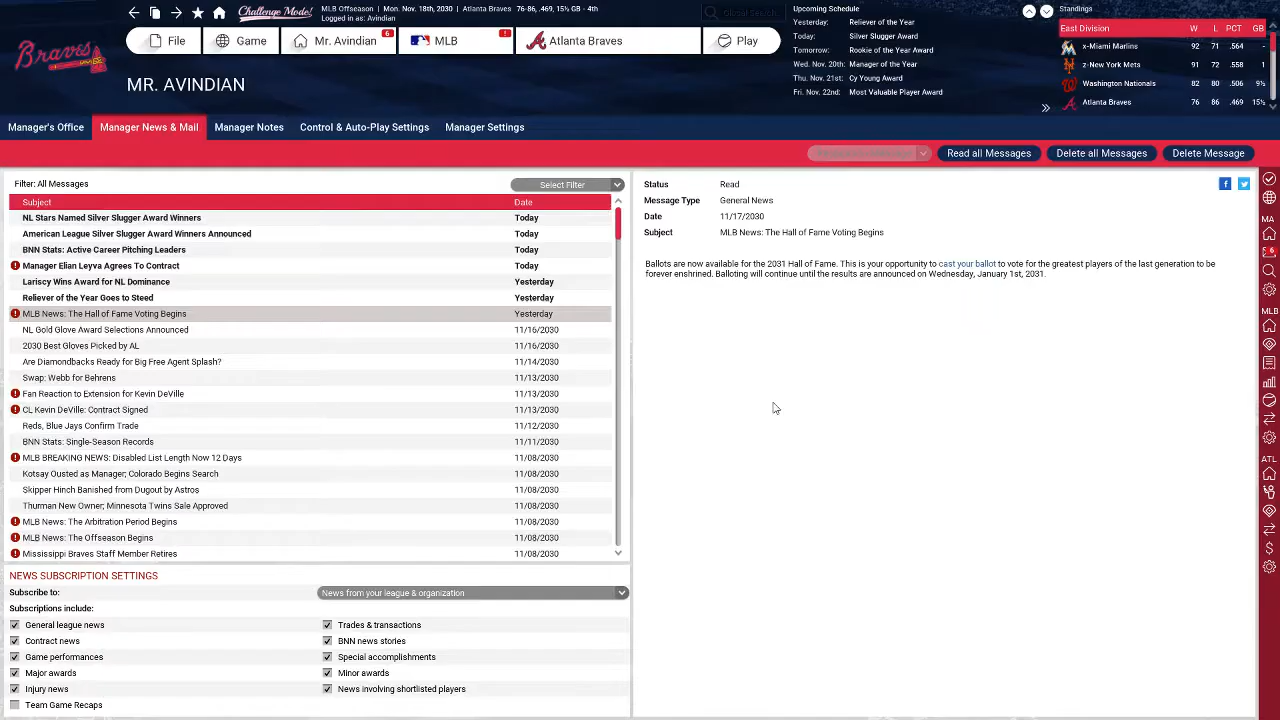 Challenge Mode!
MLB Offseason | Mon. Nov. 18th, 2030 | Atlanta Braves 76-86, .469, 15½ GB - 4th
Logged in as: Avindian
Global Search...
File
Game
Mr. Avindian 6
MLB !
Atlanta Braves
Play
Braves
MR. AVINDIAN
Upcoming Schedule
Yesterday: Reliever of the Year
Today: Silver Slugger Award
Tomorrow: Rookie of the Year Award
Wed. Nov. 20th: Manager of the Year
Thu. Nov. 21st: Cy Young Award
Fri. Nov. 22nd: Most Valuable Player Award
Standings
East Division W L PCT GB
x-Miami Marlins 92 71 .564 -
z-New York Mets 91 72 .558 1
Washington Nationals 82 80 .506 9½
Atlanta Braves 76 86 .469 15½
Manager's Office
Manager News & Mail
Manager Notes
Control & Auto-Play Settings
Manager Settings
Read all Messages
Delete all Messages
Delete Message
Filter: All Messages
Select Filter
Subject Date
NL Stars Named Silver Slugger Award Winners Today
American League Silver Slugger Award Winners Announced Today
BNN Stats: Active Career Pitching Leaders Today
! Manager Elian Leyva Agrees To Contract Today
Lariscy Wins Award for NL Dominance Yesterday
Reliever of the Year Goes to Steed Yesterday
! MLB News: The Hall of Fame Voting Begins Yesterday
NL Gold Glove Award Selections Announced 11/16/2030
2030 Best Gloves Picked by AL 11/16/2030
Are Diamondbacks Ready for Big Free Agent Splash? 11/14/2030
Swap: Webb for Behrens 11/13/2030
! Fan Reaction to Extension for Kevin DeVille 11/13/2030
! CL Kevin DeVille: Contract Signed 11/13/2030
Reds, Blue Jays Confirm Trade 11/12/2030
BNN Stats: Single-Season Records 11/11/2030
! MLB BREAKING NEWS: Disabled List Length Now 12 Days 11/08/2030
Kotsay Ousted as Manager; Colorado Begins Search 11/08/2030
Skipper Hinch Banished from Dugout by Astros 11/08/2030
Thurman New Owner; Minnesota Twins Sale Approved 11/08/2030
! MLB News: The Arbitration Period Begins 11/08/2030
! MLB News: The Offseason Begins 11/08/2030
! Mississippi Braves Staff Member Retires 11/08/2030
Status Read
Message Type General News
Date 11/17/2030
Subject MLB News: The Hall of Fame Voting Begins
Ballots are now available for the 2031 Hall of Fame. This is your opportunity to cast your ballot to vote for the greatest players of the last generation to be
forever enshrined. Balloting will continue until the results are announced on Wednesday, January 1st, 2031.
NEWS SUBSCRIPTION SETTINGS
Subscribe to: News from your league & organization
Subscriptions include:
General league news Trades & transactions
Contract news BNN news stories
Game performances Special accomplishments
Major awards Minor awards
Injury news News involving shortlisted players
Team Game Recaps
MA
6
MLB
ATL
$